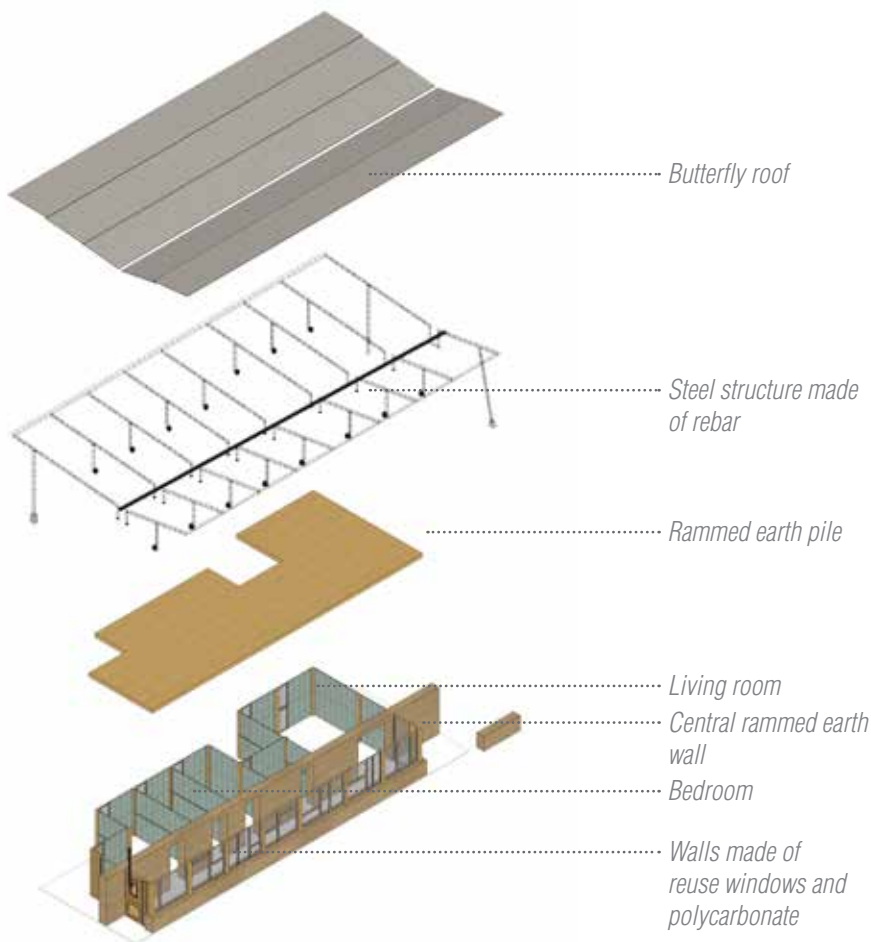 Butterfly roof
Steel structure made
of rebar
Rammed earth pile
Living room
Central rammed earth
wall
Bedroom
Walls made of
reuse windows and
polycarbonate